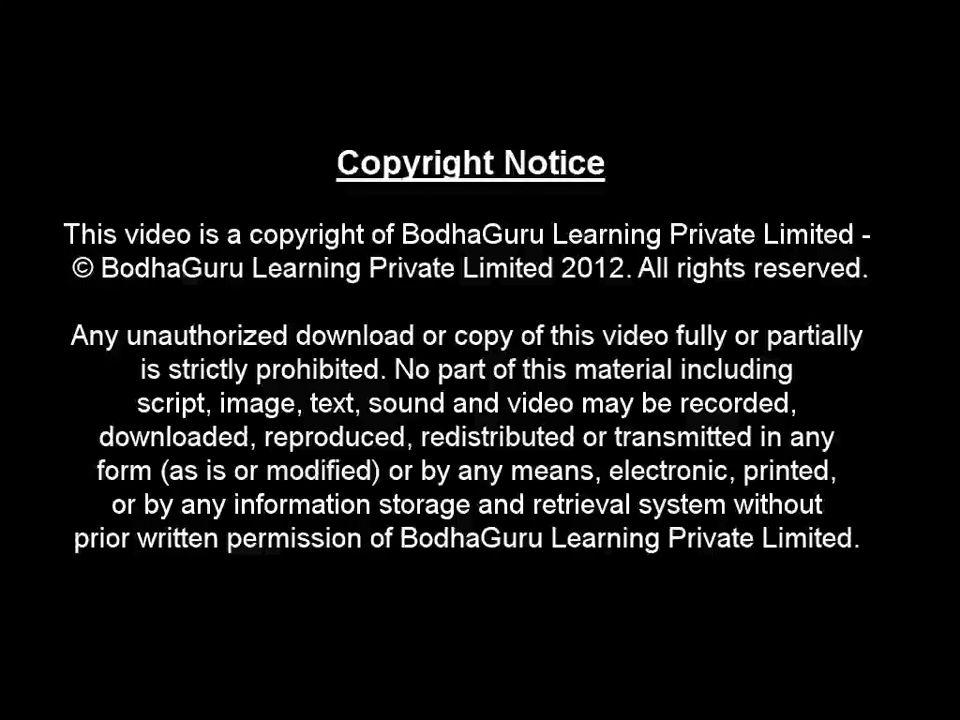 Copyright Notice
This video is a copyright of BodhaGuru Learning Private Limited -
© BodhaGuru Learning Private Limited 2012. All rights reserved.
Any unauthorized download or copy of this video fully or partially
is strictly prohibited. No part of this material including
script, image, text, sound and video may be recorded,
downloaded, reproduced, redistributed or transmitted in any
form (as is or modified) or by any means, electronic, printed,
or by any information storage and retrieval system without
prior written permission of BodhaGuru Learning Private Limited.